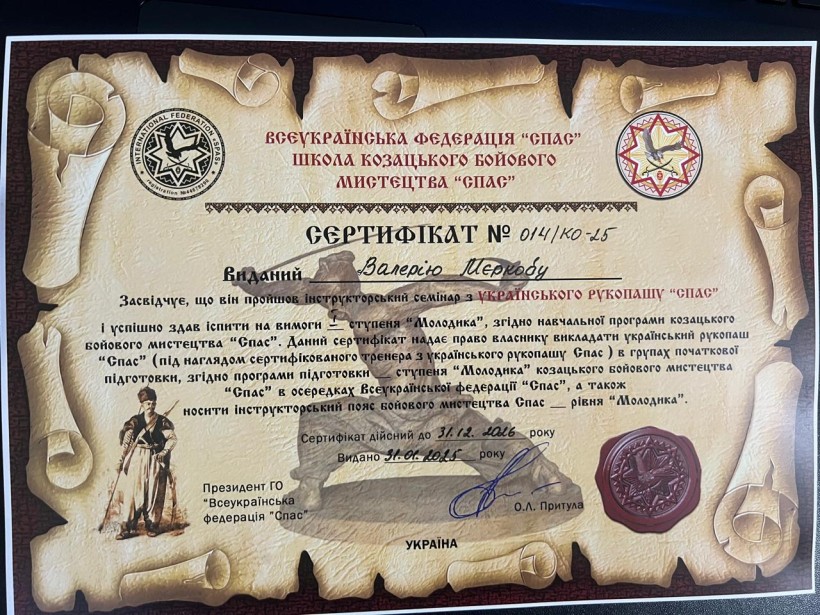 INTERNATIONAL FEDERATION "SPAS"
ВСЕУКРАЇНСЬКА ФЕДЕРАЦІЯ "СПАС"
ШКОЛА КОЗАЦЬКОГО БОЙОВОГО
МИСТЕЦТВА "СПАС"
СЕРТИФІКАТ № 014/КО-25
Виданий Валерію
Засвідчує, що він пройшов інструкторський семінар з УКРАЇНСЬКОГО РУКОПАШУ "СПАС"
і успішно здав іспити на вимоги ступеня "Молодика", згідно навчальної програми козацького
бойового мистецтва "Спас". Даний сертифікат надає право власнику викладати український рукопаш
"Спас" (під наглядом сертифікованого тренера з українського рукопашу Спас ) в групах початкової
підготовки, згідно програми підготовки __ ступеня "Молодика" козацького бойового мистецтва
"Спас" в осередках Всеукраїнської федерації "Спас", а також
носити інструкторський пояс бойового мистецтва Спас __ рівня "Молодика".
Сертифікат дійсний до 31.12. 2026 року
Видано 31.01. 2025 року
Президент ГО
"Всеукраїнська
федерація "Спас"
О.Л. Притула
УКРАЇНА